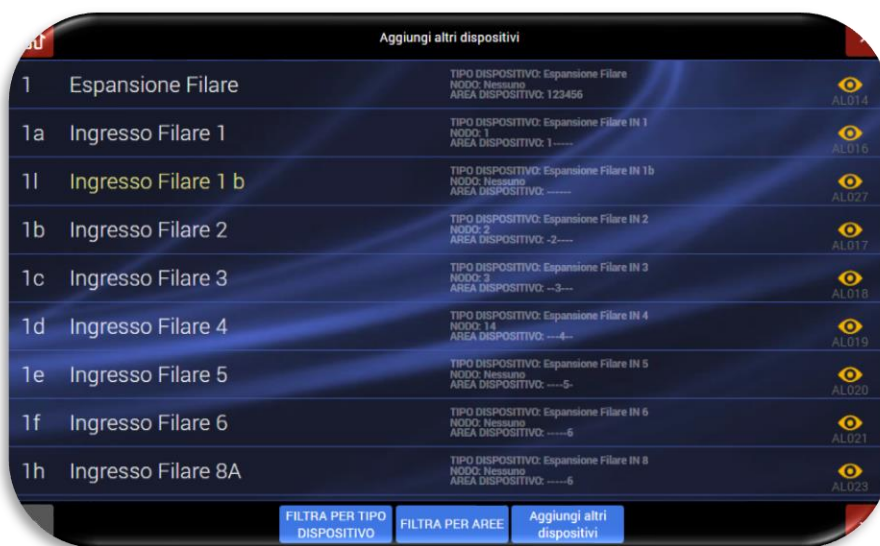 Aggiungi altri dispositivi
1 Espansione Filare
TIPO DISPOSITIVO: Espansione Filare
NODO: Nessuno
AREA DISPOSITIVO: 123456
AL014
1a Ingresso Filare 1
TIPO DISPOSITIVO: Espansione Filare IN 1
NODO: 1
AREA DISPOSITIVO: 1-----
AL016
1l Ingresso Filare 1 b
TIPO DISPOSITIVO: Espansione Filare IN 1b
NODO: Nessuno
AREA DISPOSITIVO: ------
AL027
1b Ingresso Filare 2
TIPO DISPOSITIVO: Espansione Filare IN 2
NODO: 2
AREA DISPOSITIVO: -2----
AL017
1c Ingresso Filare 3
TIPO DISPOSITIVO: Espansione Filare IN 3
NODO: 3
AREA DISPOSITIVO: --3---
AL018
1d Ingresso Filare 4
TIPO DISPOSITIVO: Espansione Filare IN 4
NODO: 14
AREA DISPOSITIVO: ---4--
AL019
1e Ingresso Filare 5
TIPO DISPOSITIVO: Espansione Filare IN 5
NODO: Nessuno
AREA DISPOSITIVO: ----5-
AL020
1f Ingresso Filare 6
TIPO DISPOSITIVO: Espansione Filare IN 6
NODO: Nessuno
AREA DISPOSITIVO: -----6
AL021
1h Ingresso Filare 8A
TIPO DISPOSITIVO: Espansione Filare IN 8
NODO: Nessuno
AREA DISPOSITIVO: -----6
AL023
FILTRA PER TIPO
DISPOSITIVO
FILTRA PER AREE
Aggiungi altri
dispositivi